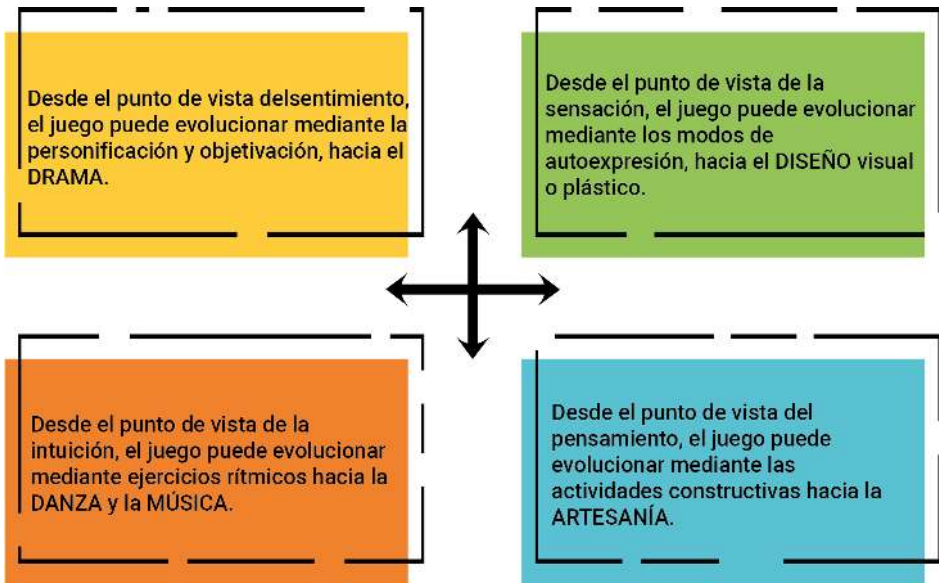 Desde el punto de vista delsentimiento,
el juego puede evolucionar mediante la
personificación y objetivación, hacia el
DRAMA.
Desde el punto de vista de la
sensación, el juego puede evolucionar
mediante los modos de
autoexpresión, hacia el DISEÑO visual
o plástico.
Desde el punto de vista de la
intuición, el juego puede evolucionar
mediante ejercicios rítmicos hacia la
DANZA y la MÚSICA.
Desde el punto de vista del
pensamiento, el juego puede
evolucionar mediante las
actividades constructivas hacia la
ARTESANÍA.